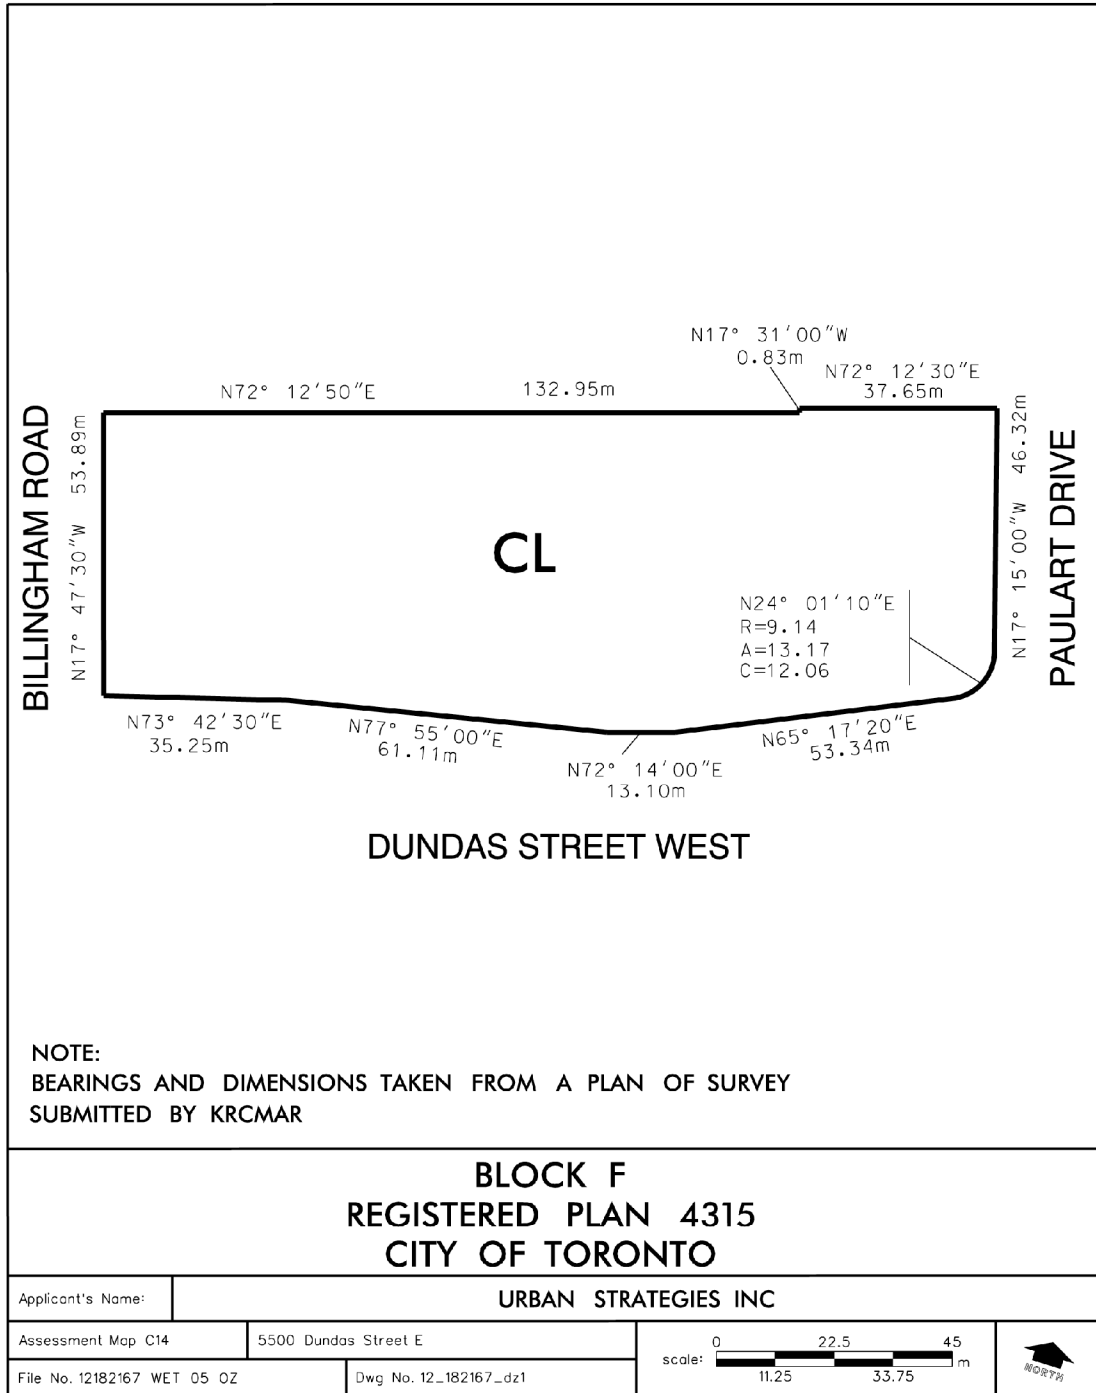 N17° 31'00"W
0.83m
N72° 12'30"E
37.65m
N72° 12'50"E 132.95m
BILLINGHAM ROAD
N17° 47'30"W 53.89m
CL
N17° 15'00"W 46.32m
PAULART DRIVE
N24° 01'10"E
R=9.14
A=13.17
C=12.06
N73° 42'30"E
35.25m
N77° 55'00"E
61.11m
N72° 14'00"E
13.10m
N65° 17'20"E
53.34m
DUNDAS STREET WEST
NOTE:
BEARINGS AND DIMENSIONS TAKEN FROM A PLAN OF SURVEY
SUBMITTED BY KRCMAR
BLOCK F
REGISTERED PLAN 4315
CITY OF TORONTO
Applicant's Name: URBAN STRATEGIES INC
Assessment Map C14 5500 Dundas Street E
File No. 12182167 WET 05 OZ Dwg No. 12_182167_dz1
0 22.5 45
scale: m
11.25 33.75
NORTH